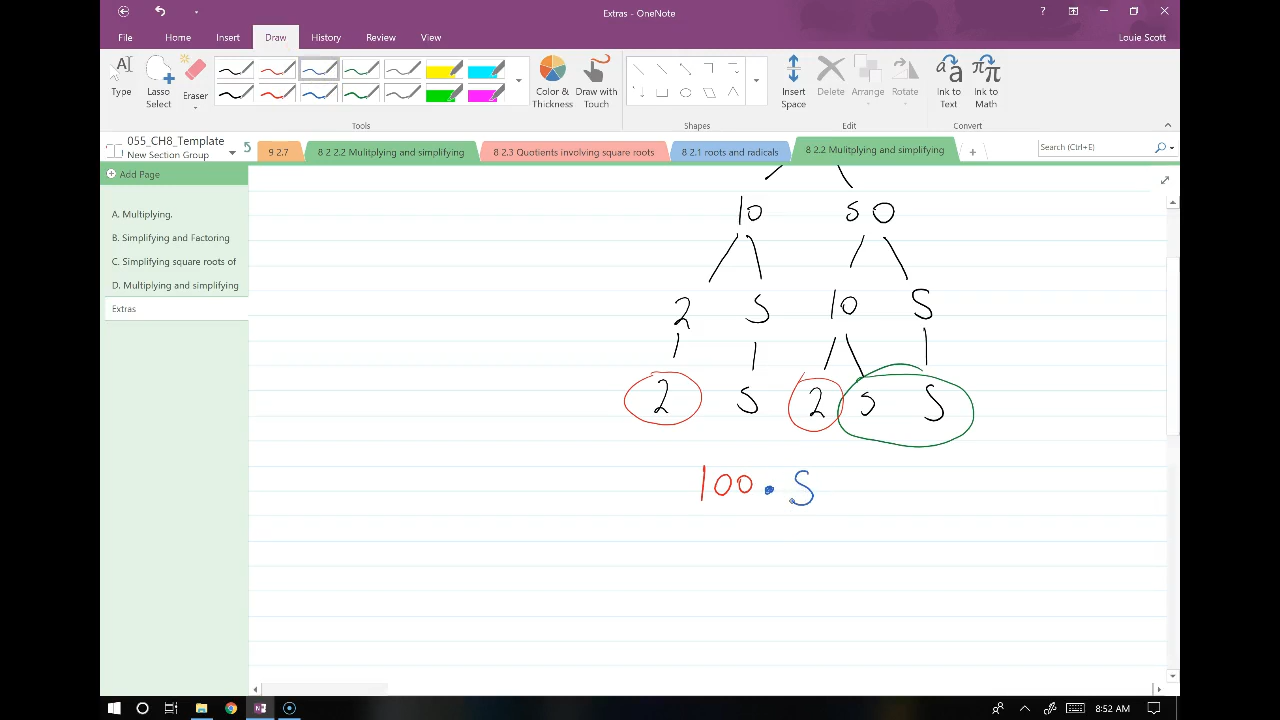 Extras - OneNote
?
File Home Insert Draw History Review View
Louie Scott
Type
Lasso Select
Eraser
Color & Thickness
Draw with Touch
Insert Space
Delete
Arrange
Rotate
Ink to Text
Ink to Math
Tools
Shapes
Edit
Convert
055_CH8_Template
New Section Group
9 2.7
8 2.2.2 Mulitplying and simplifying
8 2.3 Quotients involving square roots
8 2.1 roots and radicals
8 2.2 Mulitplying and simplifying
Search (Ctrl+E)
Add Page
A. Multiplying.
B. Simplifying and Factoring
C. Simplifying square roots of
D. Multiplying and simplifying
Extras
10 50
2 5 10 5
2 5 2 5 5
100 • 5
8:52 AM